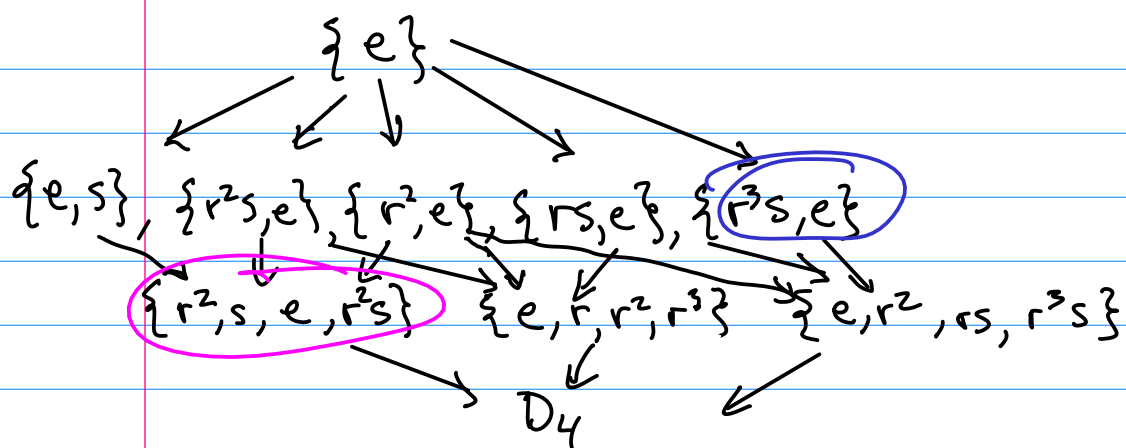 {e}
{e,s}, {r²s,e}, {r²,e}, {rs,e}, {r³s,e}
{r²,s,e,r²s} {e,r,r²,r³} {e,r²,rs,r³s}
D₄